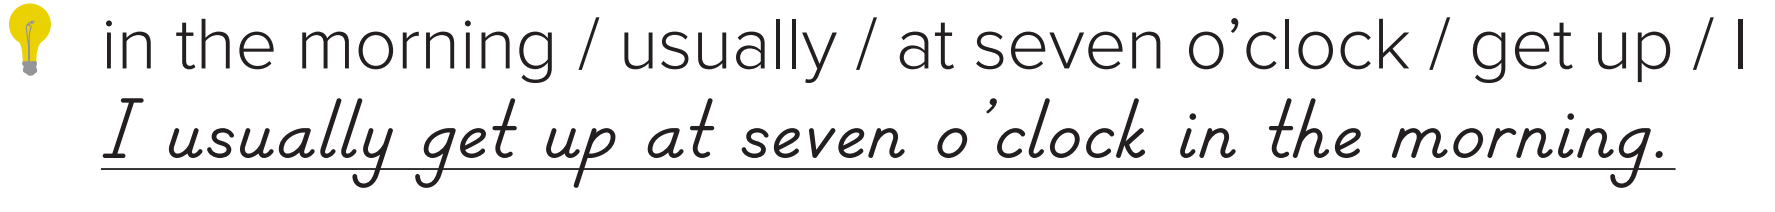 in the morning / usually / at seven o’clock / get up / I
I usually get up at seven o’clock in the morning.